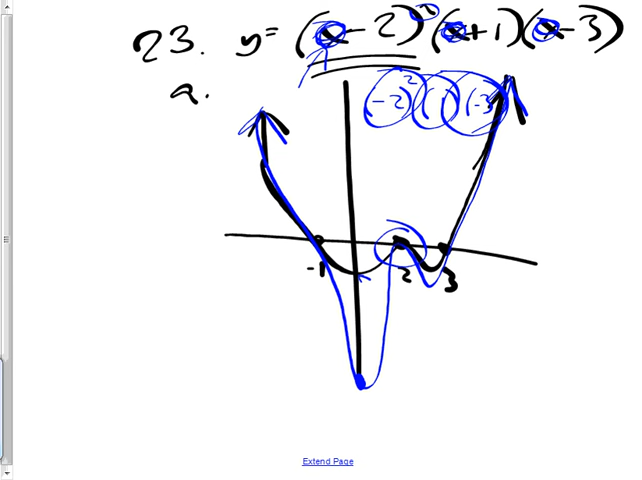 23. y = (x-2)²(x+1)(x-3)
a.
(-2)²(1)(-3)
-1 2 3
Extend Page